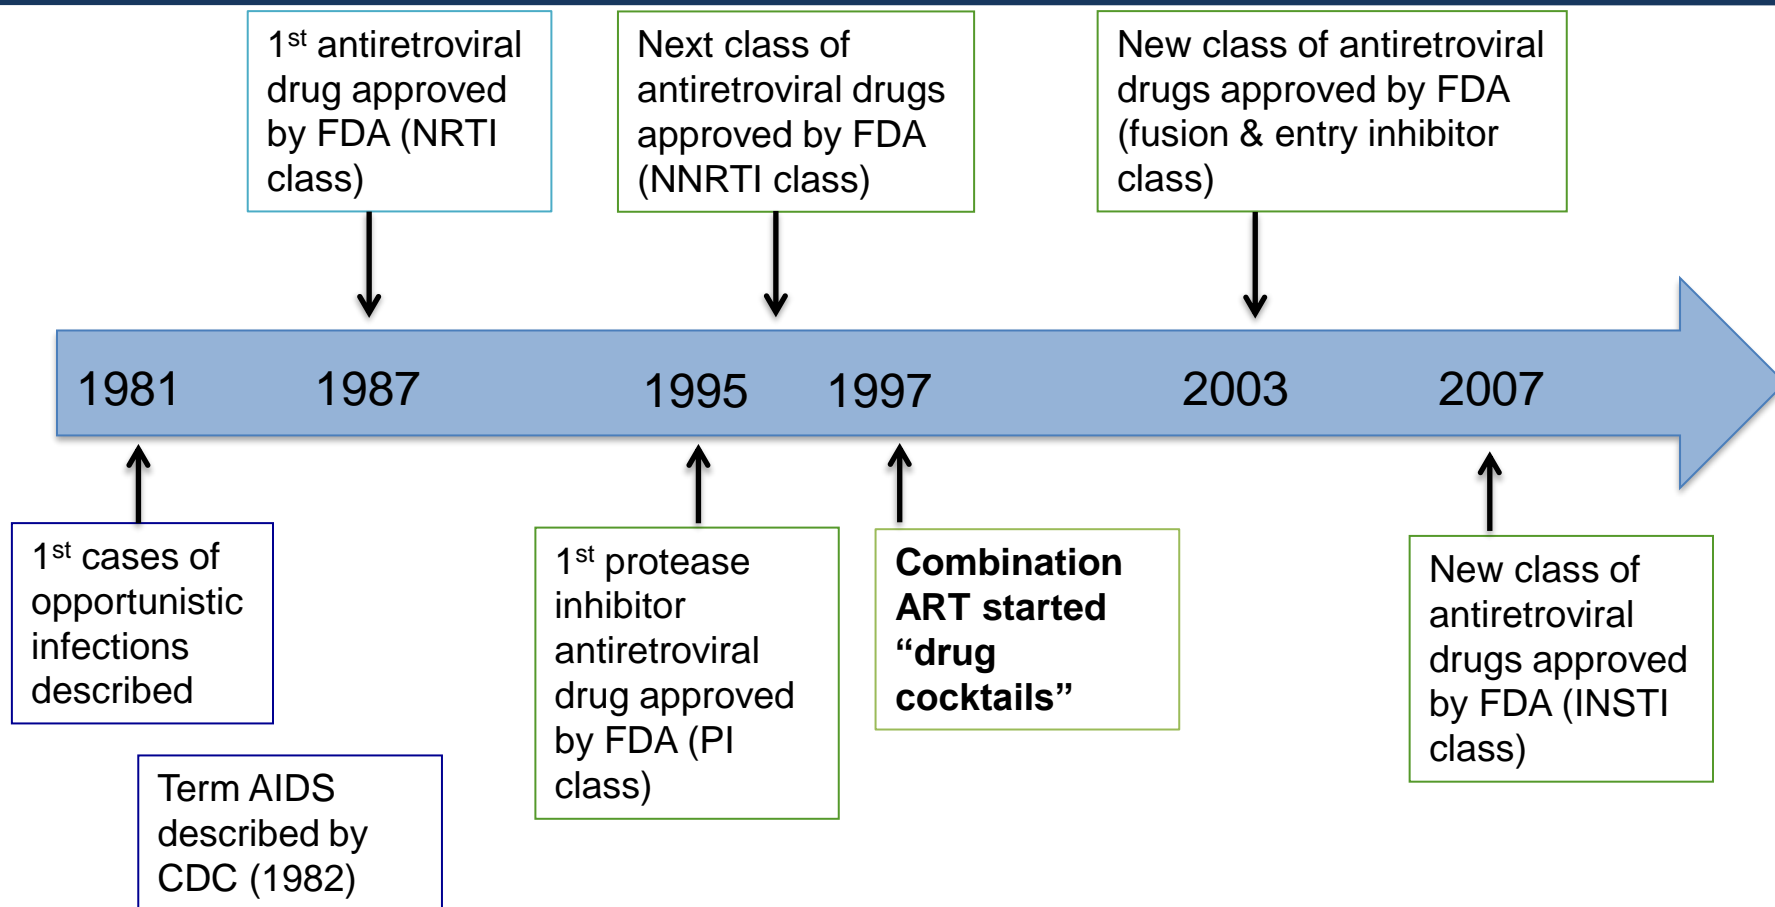 1st antiretroviral
drug approved
by FDA (NRTI
class)
Next class of
antiretroviral drugs
approved by FDA
(NNRTI class)
New class of antiretroviral
drugs approved by FDA
(fusion & entry inhibitor
class)
1981
1987
1995
1997
2003
2007
1st cases of
opportunistic
infections
described
Term AIDS
described by
CDC (1982)
1st protease
inhibitor
antiretroviral
drug approved
by FDA (PI
class)
Combination
ART started
“drug
cocktails”
New class of
antiretroviral
drugs approved
by FDA (INSTI
class)